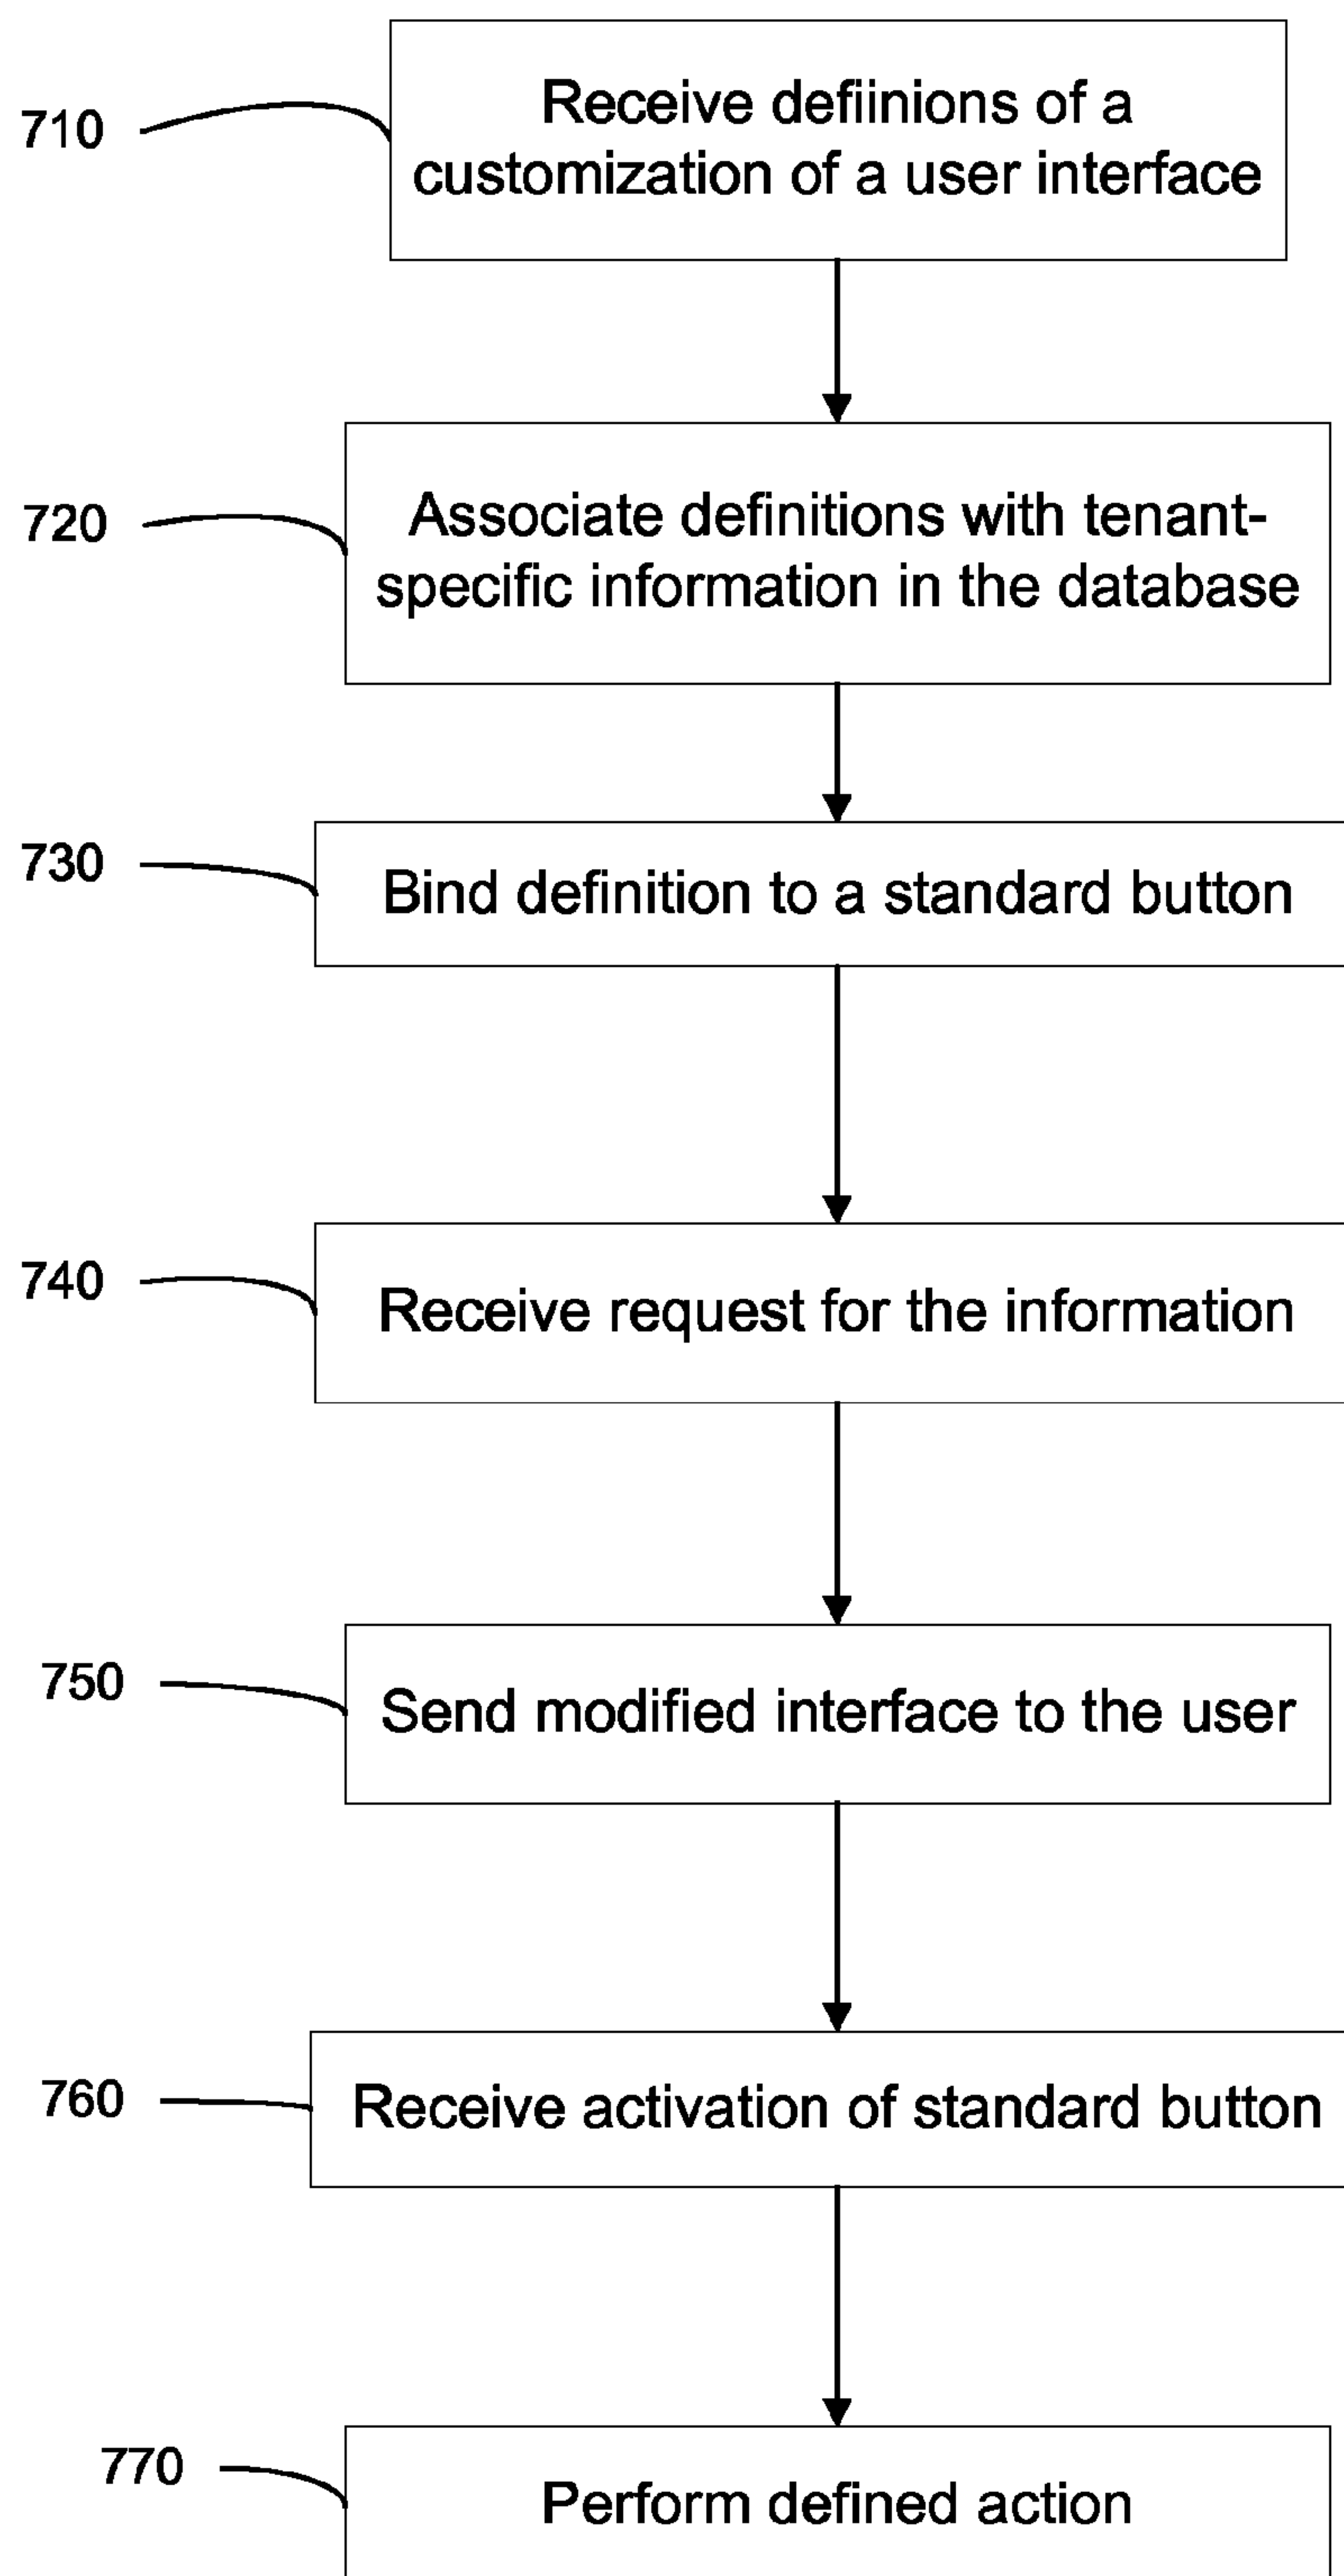 710
Receive defiinions of a
customization of a user interface
720
Associate definitions with tenant-
specific information in the database
730
Bind definition to a standard button
740
Receive request for the information
750
Send modified interface to the user
760
Receive activation of standard button
770
Perform defined action